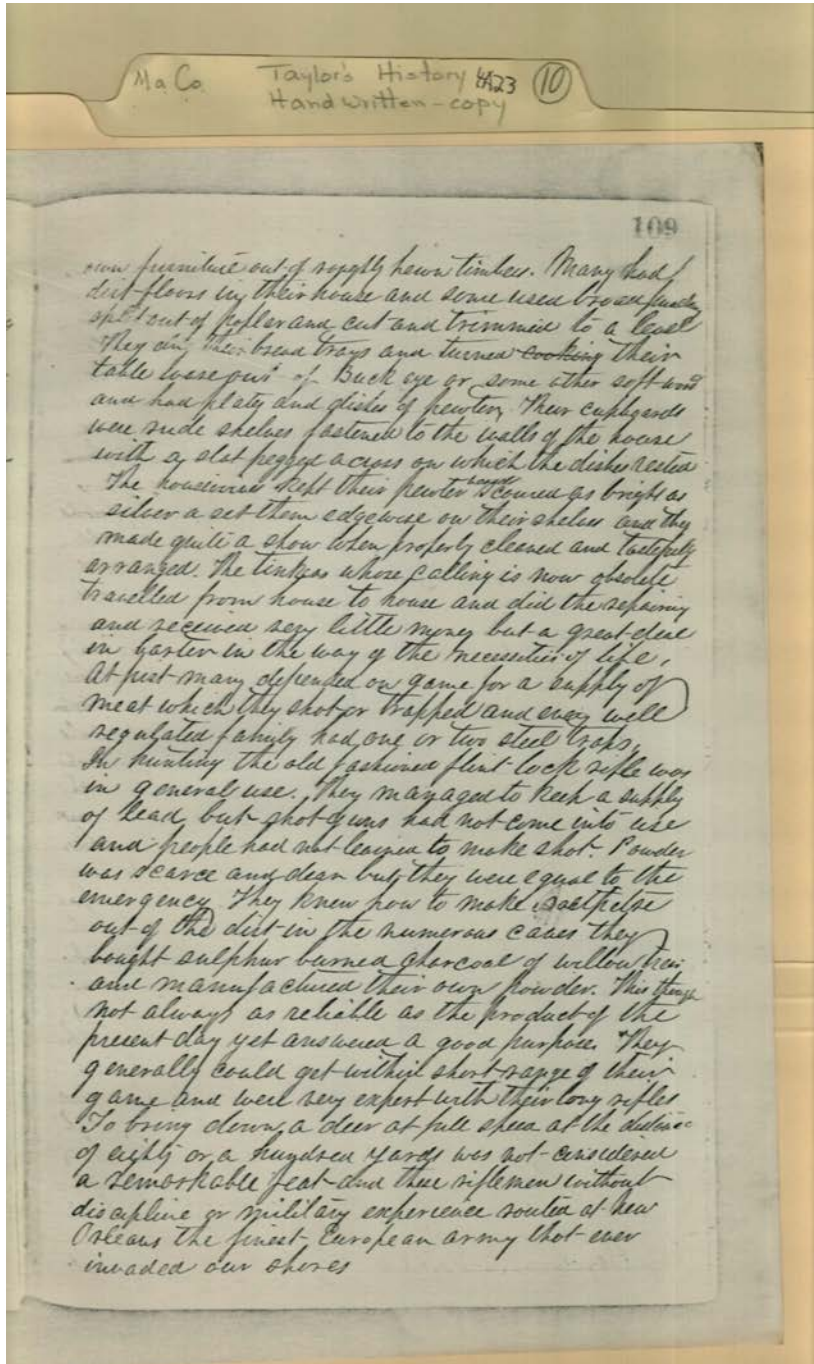 Ma Co. Taylor's History 4A23 10
Handwritten - copy
109
own furniture out of roughly hewn timber. Many had
dirt floors in their house and some used broad
split out of poplar and cut and trimmed to a level
They dug their bread trays and turned cooking their
table ware out of Buck eye or some other soft wood
and had plats and dishes of pewter. Their cupboards
were rude shelves fastened to the walls of the house
with a slat pegged across on which the dishes rested
The housewives kept their pewter scoured as bright as
silver a set them edgewise on their shelves and they
made quite a show when properly cleaned and tastefully
arranged. The tinkers whose calling is now obsolete
travelled from house to house and did the repairing
and received very little money but a great deal
in barter in the way of the necessities of life.
At first many depended on game for a supply of
meat which they shot or trapped and every well
regulated family had one or two steel traps.
In hunting the old fashioned flint lock rifle was
in general use. They managed to keep a supply
of lead but shot guns had not come into use
and people had not learned to make shot. Powder
was scarce and dear but they were equal to the
emergency. They knew how to make saltpetre
out of the dirt in the numerous caves they
bought sulphur burned charcoal of willow
and manufactured their own powder. This though
not always as reliable as the product of the
present day yet answered a good purpose. They
generally could get within short range of their
game and were very expert with their long rifles
To bring down a deer at full speed at the distance
of eighty or a hundred yards was not considered
a remarkable feat and these riflemen without
discipline or military experience routed at New
Orleans the finest European army that ever
invaded our shores